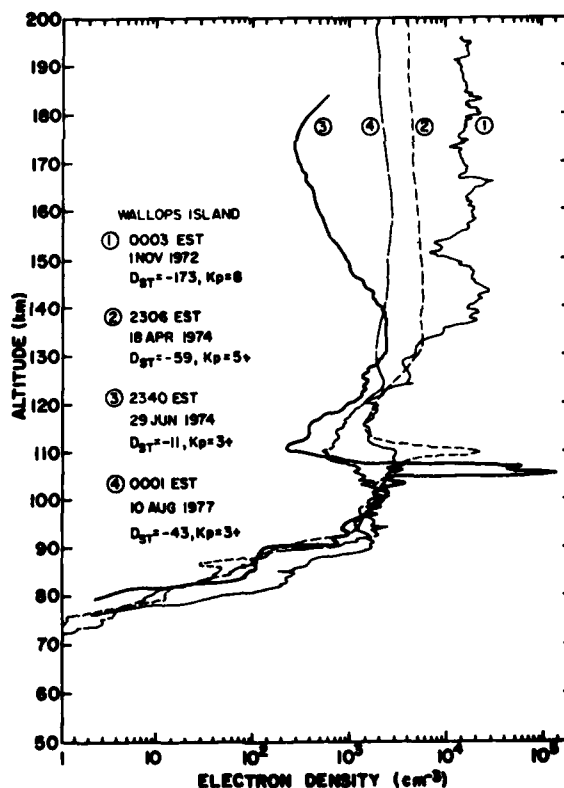 200
190
180
170
160
150
140
130
120
110
100
90
80
70
60
50
ALTITUDE (km)
③ ④ ② ①
WALLOPS ISLAND
① 0003 EST
1 NOV 1972
DST=-173, Kp=8
② 2306 EST
18 APR 1974
DST=-59, Kp=5+
③ 2340 EST
29 JUN 1974
DST=-11, Kp=3+
④ 0001 EST
10 AUG 1977
DST=-43, Kp=3+
1 10 10² 10³ 10⁴ 10⁵
ELECTRON DENSITY (cm⁻³)